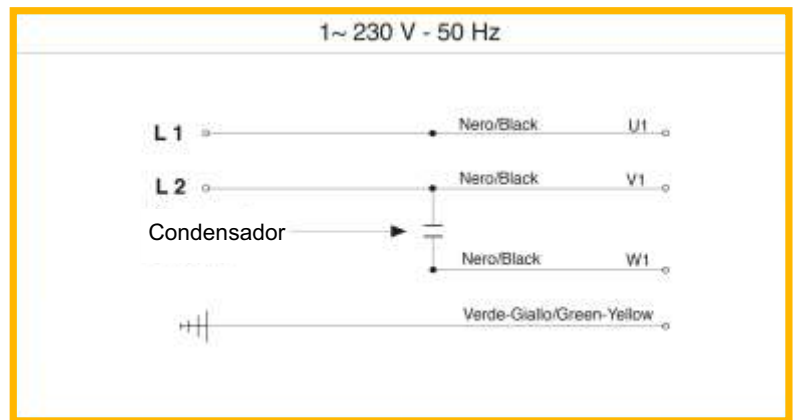 1~ 230 V - 50 Hz
L 1 Nero/Black U1
L 2 Nero/Black V1
Condensador
Nero/Black W1
Verde-Giallo/Green-Yellow